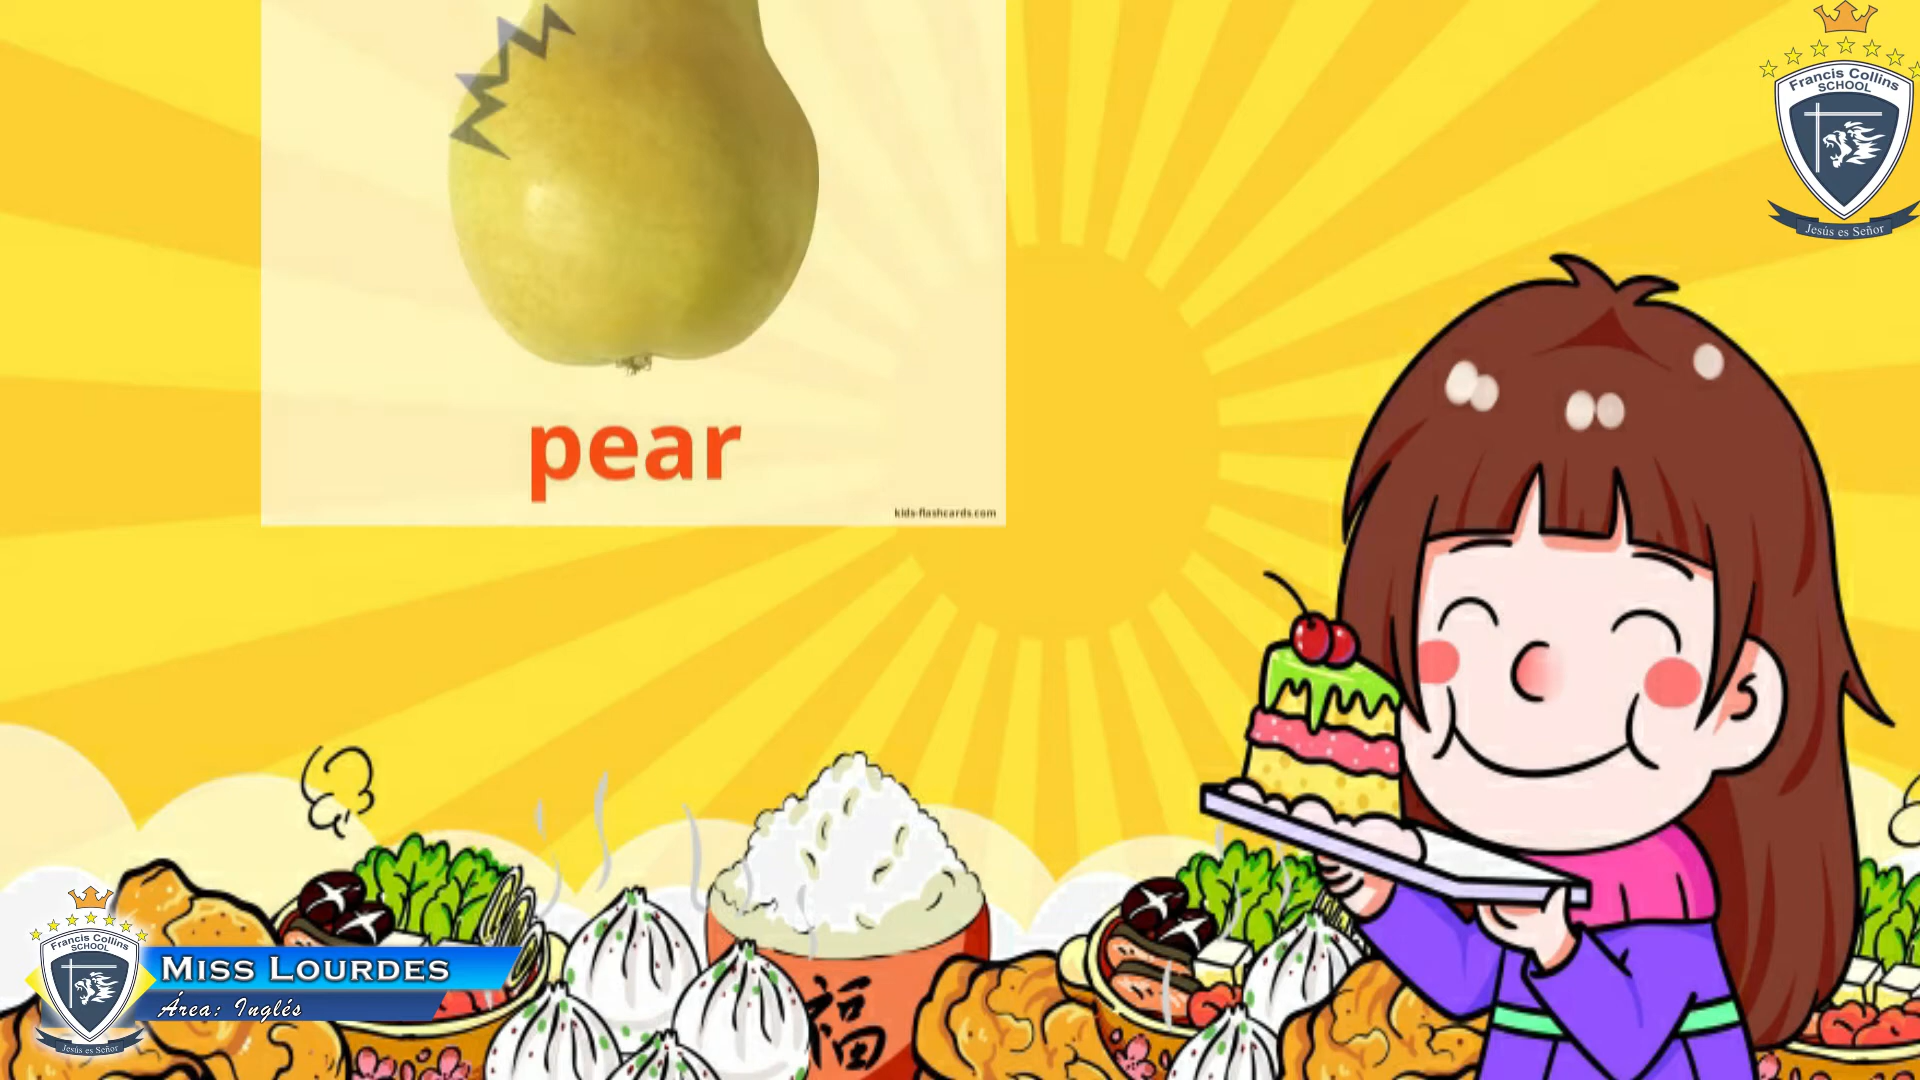 Francis Collins
SCHOOL
Jesús es Señor
pear
kids-flashcards.com
福
Francis Collins
SCHOOL
MISS LOURDES
Área: Inglés
Jesús es Señor